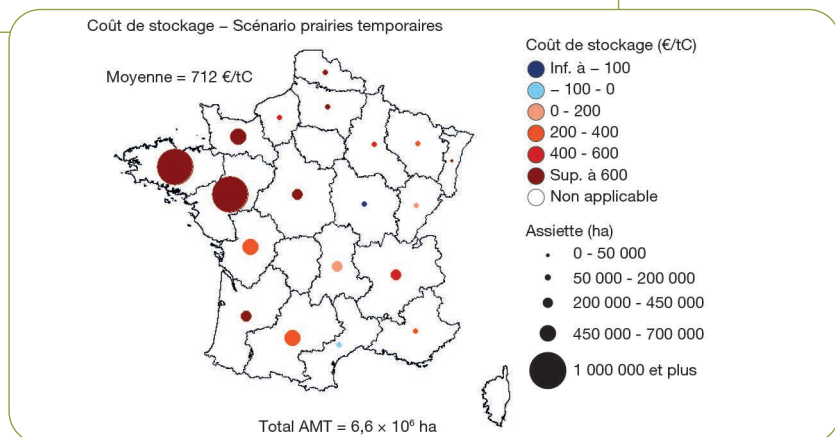 Coût de stockage – Scénario prairies temporaires
Moyenne = 712 €/tC
Coût de stockage (€/tC)
Inf. à – 100
– 100 - 0
0 - 200
200 - 400
400 - 600
Sup. à 600
Non applicable
Assiette (ha)
0 - 50 000
50 000 - 200 000
200 000 - 450 000
450 000 - 700 000
1 000 000 et plus
Total AMT = 6,6 × 10⁶ ha